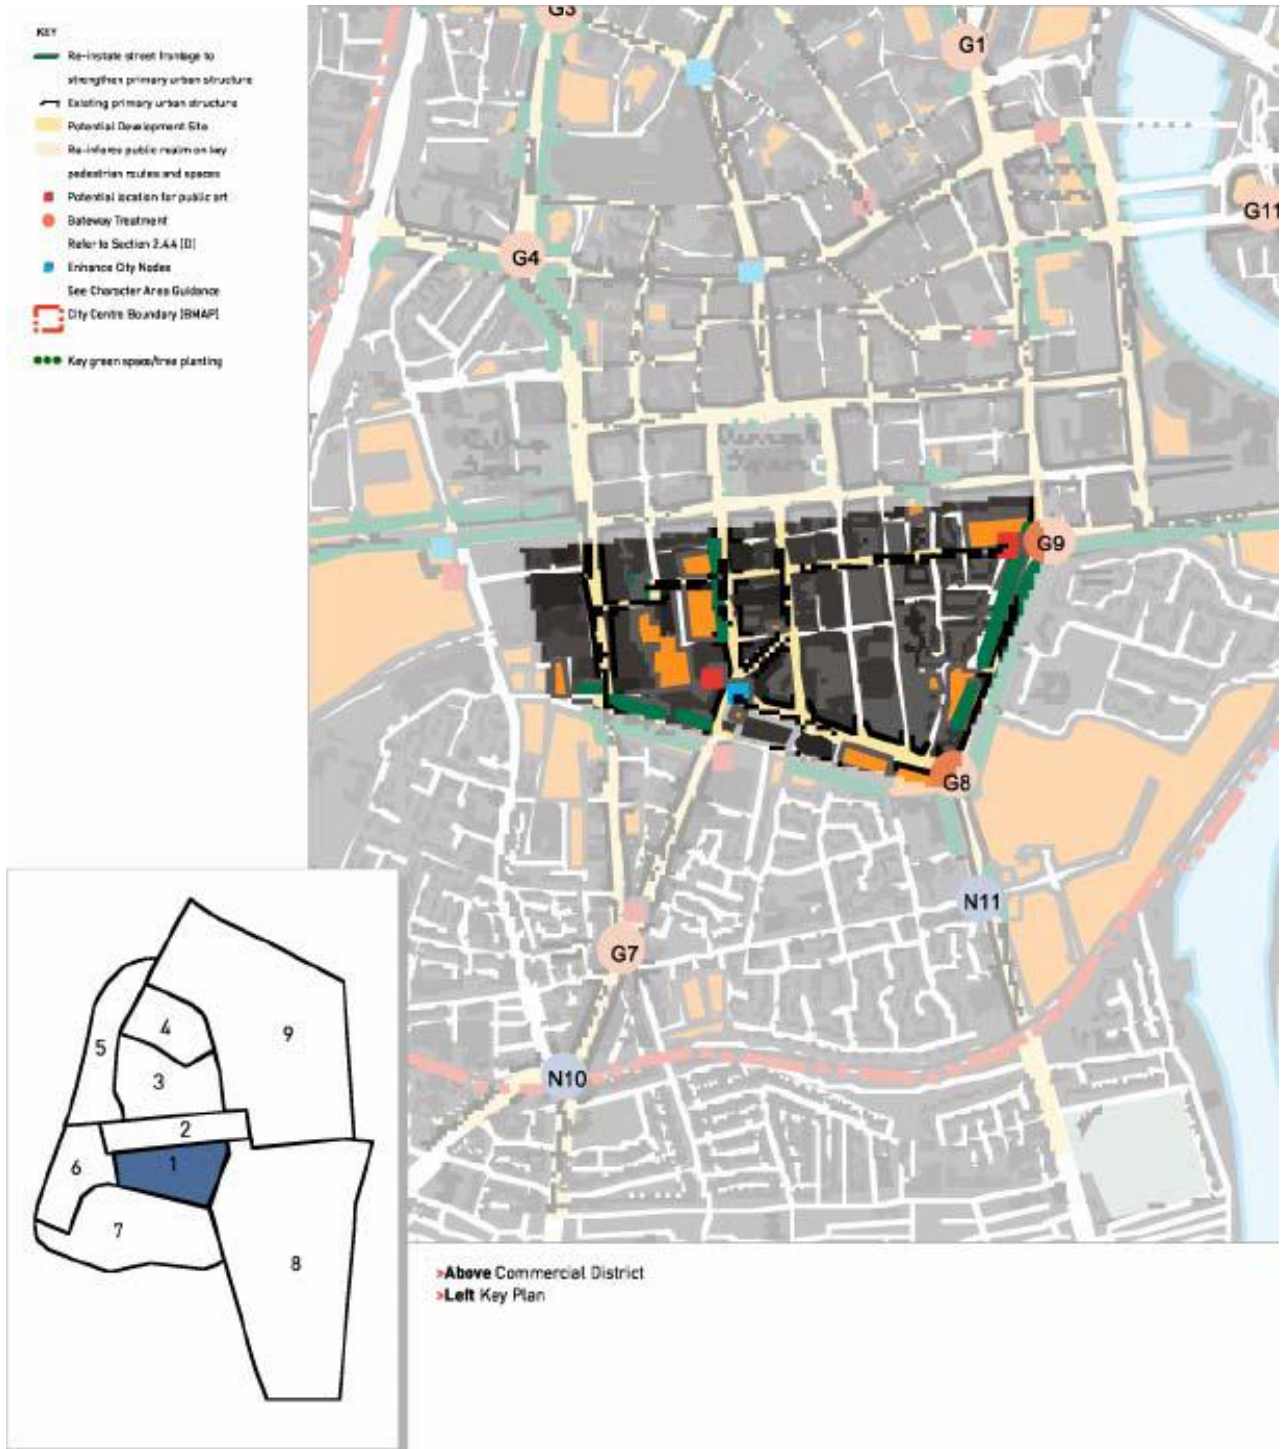 KEY
Re-instate street frontage to
strengthen primary urban structure
Existing primary urban structure
Potential Development Site
Re-inforce public realm on key
pedestrian routes and spaces
Potential location for public art
Gateway Treatment
Refer to Section 2.4.4 [D]
Enhance City Nodes
See Character Area Guidance
City Centre Boundary [BMAP]
Key green space/tree planting
G3
G1
G11
G4
G9
G8
N11
G7
N10
4
9
5
3
2
1
6
7
8
>Above Commercial District
>Left Key Plan